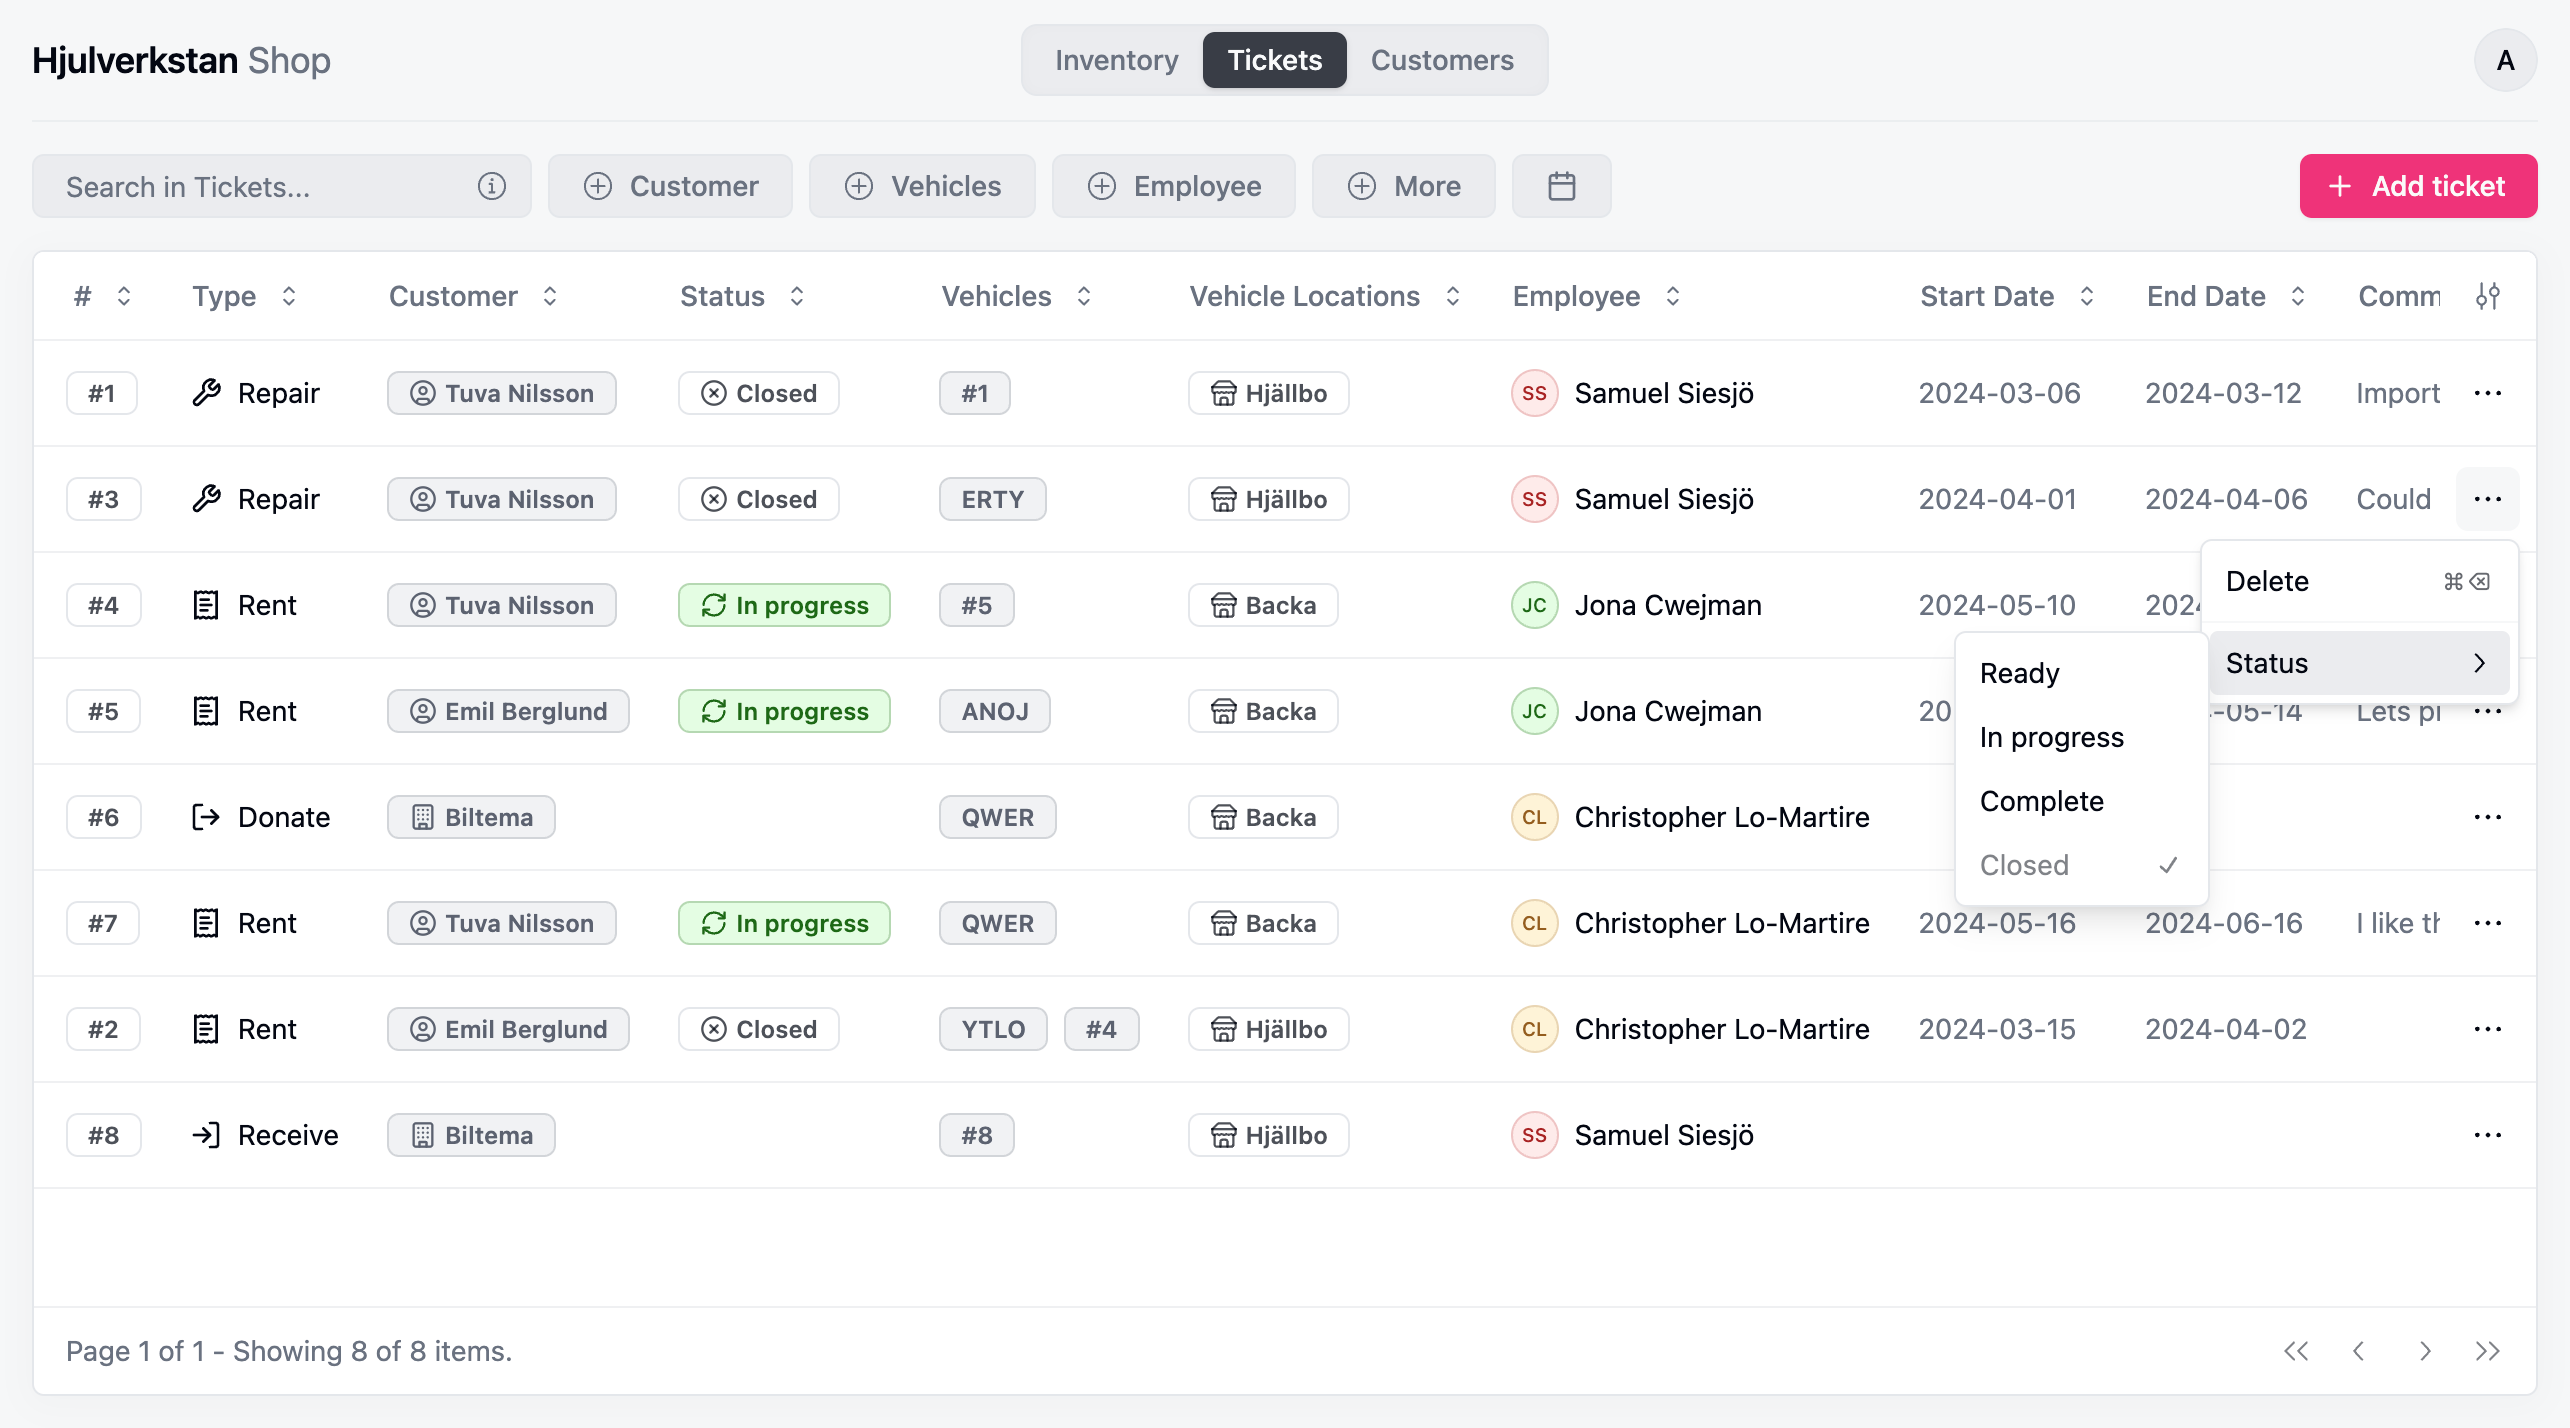 Hjulverkstan Shop
Inventory Tickets Customers
A
Search in Tickets... Customer Vehicles Employee More Add ticket
# Type Customer Status Vehicles Vehicle Locations Employee Start Date End Date Comm
#1 Repair Tuva Nilsson Closed #1 Hjällbo SS Samuel Siesjö 2024-03-06 2024-03-12 Import ...
#3 Repair Tuva Nilsson Closed ERTY Hjällbo SS Samuel Siesjö 2024-04-01 2024-04-06 Could ...
#4 Rent Tuva Nilsson In progress #5 Backa JC Jona Cwejman 2024-05-10 202
#5 Rent Emil Berglund In progress ANOJ Backa JC Jona Cwejman 20 -05-14 Lets pi ...
#6 Donate Biltema QWER Backa CL Christopher Lo-Martire ...
#7 Rent Tuva Nilsson In progress QWER Backa CL Christopher Lo-Martire 2024-05-16 2024-06-16 I like th ...
#2 Rent Emil Berglund Closed YTLO #4 Hjällbo CL Christopher Lo-Martire 2024-03-15 2024-04-02 ...
#8 Receive Biltema #8 Hjällbo SS Samuel Siesjö ...
Delete ⌘⌫
Status
Ready
In progress
Complete
Closed
Page 1 of 1 - Showing 8 of 8 items.